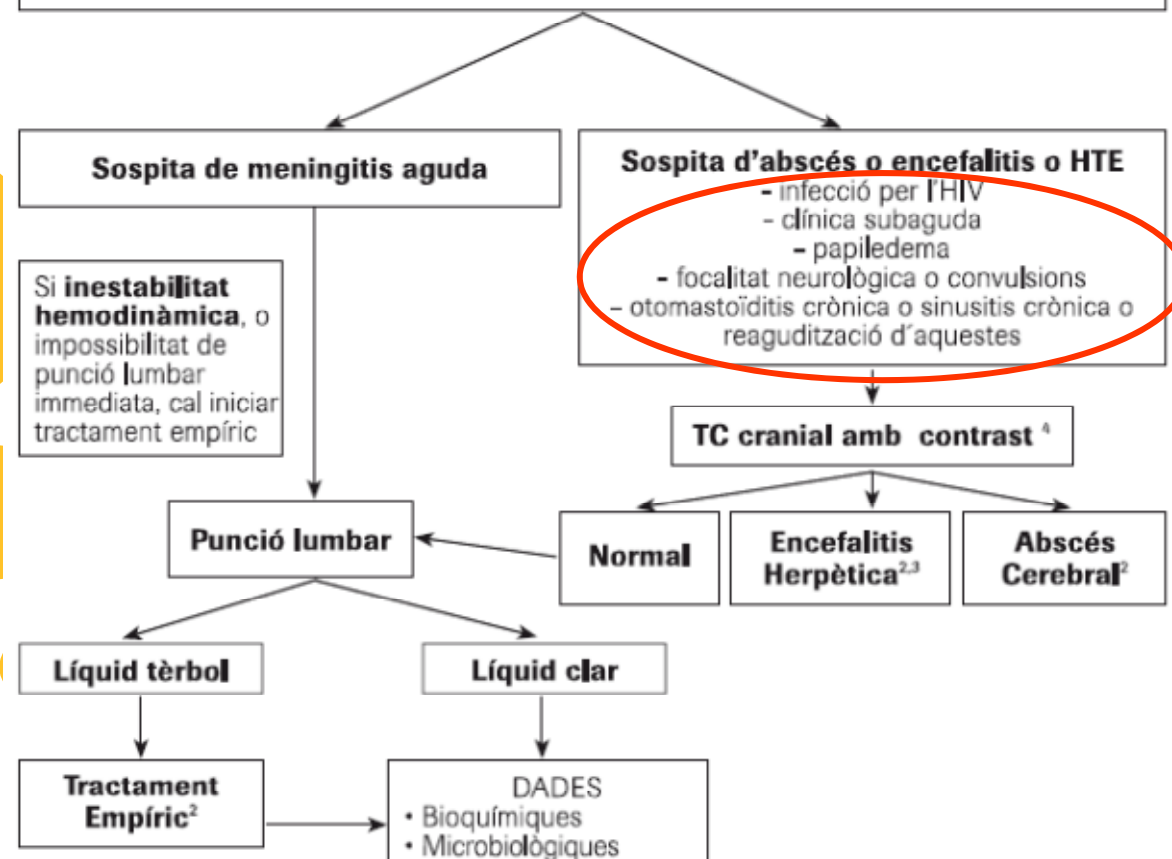 Sospita de meningitis aguda
Sospita d'abscés o encefalitis o HTE
- infecció per l'HIV
- clínica subaguda
- papiledema
- focalitat neurològica o convulsions
- otomastoïditis crònica o sinusitis crònica o
reagudització d´aquestes
Si inestabilitat
hemodinàmica, o
impossibilitat de
punció lumbar
immediata, cal iniciar
tractament empíric
TC cranial amb contrast 4
Punció lumbar
Normal
Encefalitis
Herpètica2,3
Abscés
Cerebral2
Líquid tèrbol
Líquid clar
Tractament
Empíric2
DADES
• Bioquímiques
• Microbiològiques